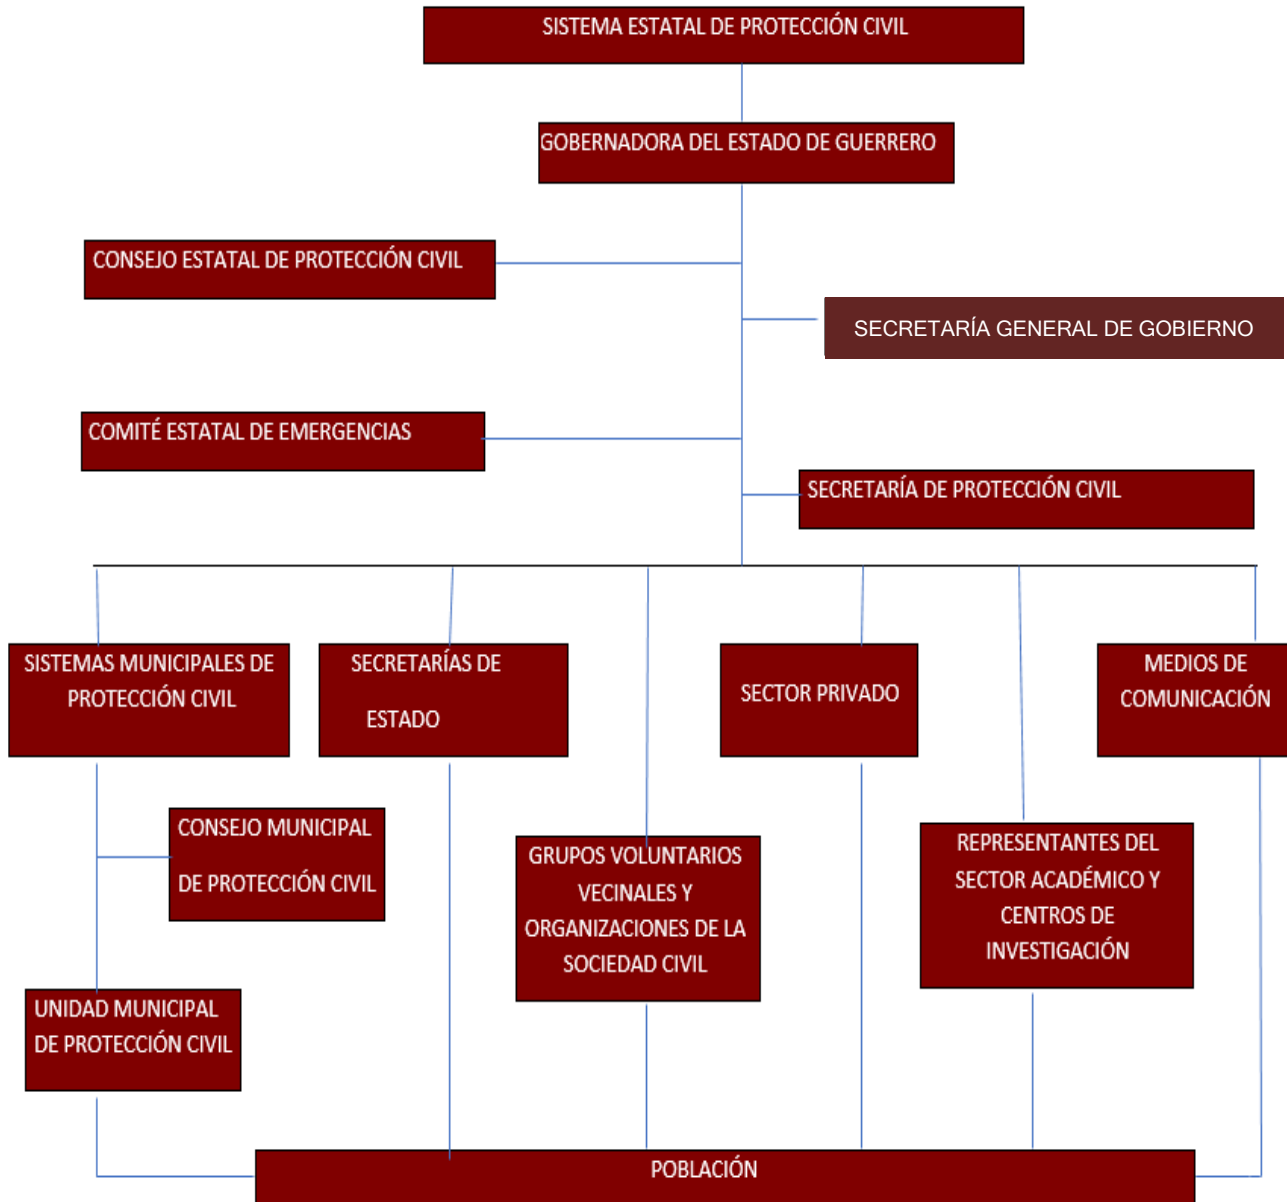 SISTEMA ESTATAL DE PROTECCIÓN CIVIL
GOBERNADORA DEL ESTADO DE GUERRERO
CONSEJO ESTATAL DE PROTECCIÓN CIVIL
SECRETARÍA GENERAL DE GOBIERNO
COMITÉ ESTATAL DE EMERGENCIAS
SECRETARÍA DE PROTECCIÓN CIVIL
SISTEMAS MUNICIPALES DE
PROTECCIÓN CIVIL
SECRETARÍAS DE
ESTADO
SECTOR PRIVADO
MEDIOS DE
COMUNICACIÓN
CONSEJO MUNICIPAL
DE PROTECCIÓN CIVIL
GRUPOS VOLUNTARIOS
VECINALES Y
ORGANIZACIONES DE LA
SOCIEDAD CIVIL
REPRESENTANTES DEL
SECTOR ACADÉMICO Y
CENTROS DE
INVESTIGACIÓN
UNIDAD MUNICIPAL
DE PROTECCIÓN CIVIL
POBLACIÓN